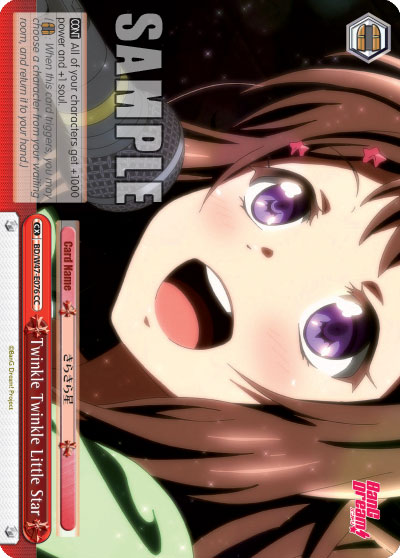 SAMPLE
CONT All of your characters get +1000
power and +1 soul.
( When this card triggers, you may
choose a character from your waiting
room, and return it to your hand.)
CX
BD/W47-E076 CC
Twinkle Twinkle Little Star
Card Name
きらきら星
©BanG Dream! Project
BanG
Dream!